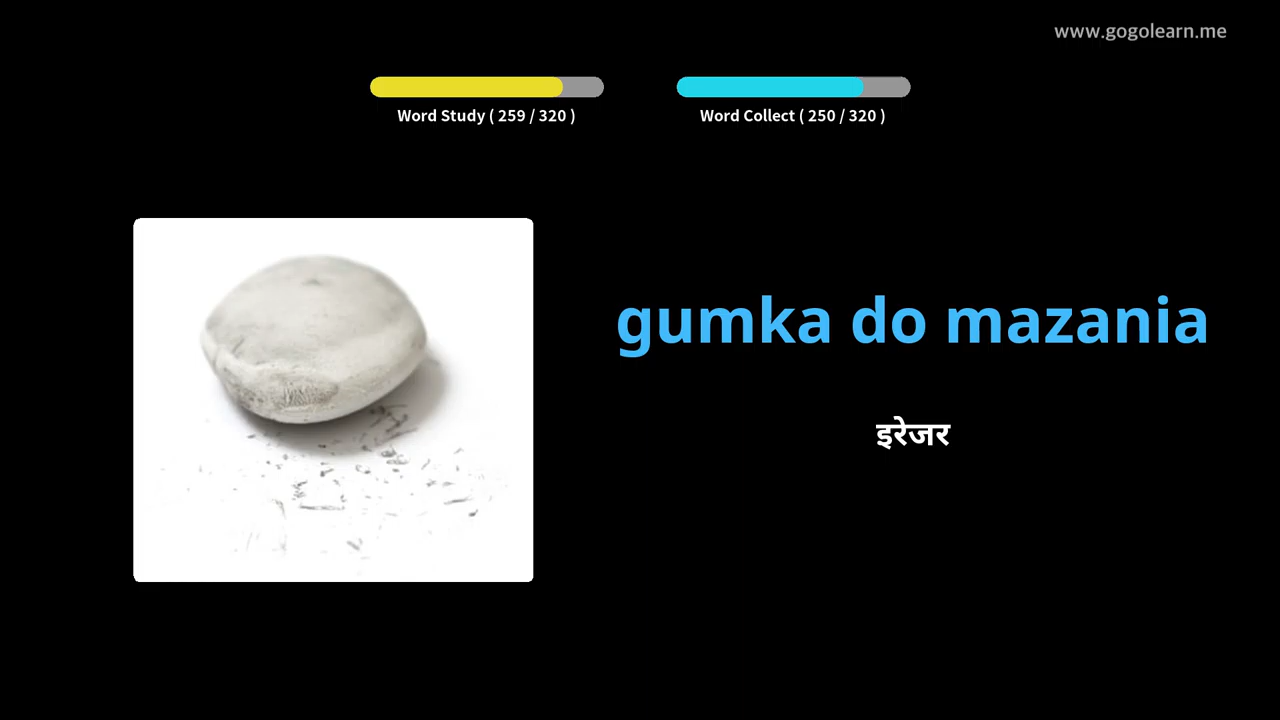 www.gogolearn.me
Word Study ( 259 / 320 )
Word Collect ( 250 / 320 )
gumka do mazania
इरेजर